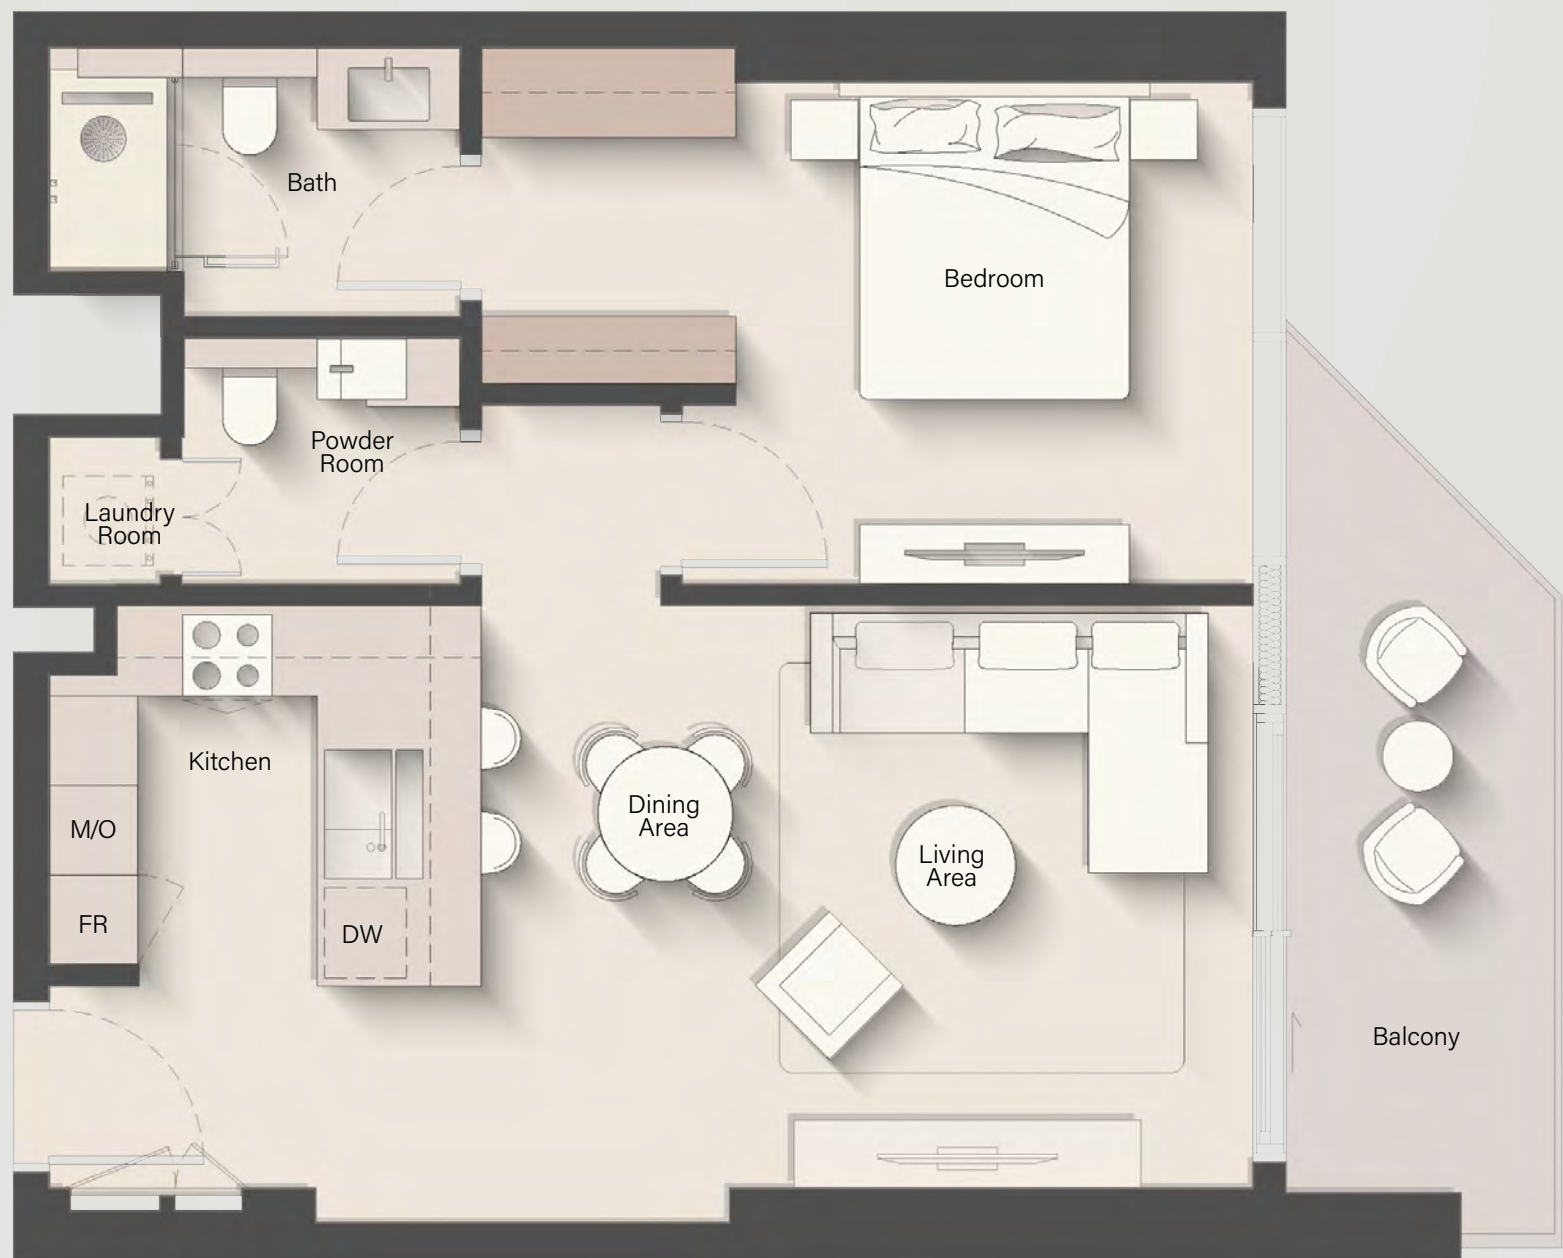 Bath
Bedroom
Powder
Room
Laundry
Room
Kitchen
M/O
FR
DW
Dining
Area
Living
Area
Balcony